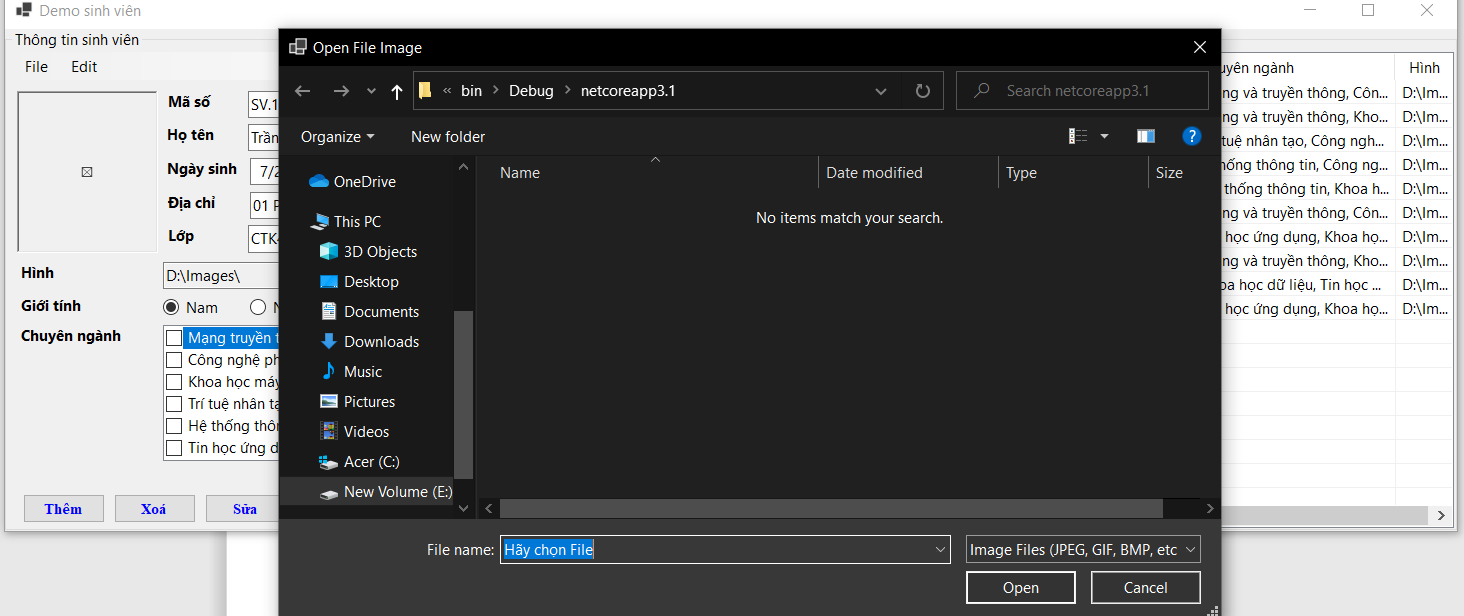 Demo sinh viên
Thông tin sinh viên
File Edit
Mã số SV.1
Họ tên Trần
Ngày sinh 7/2
Địa chỉ 01
Lớp CTK
Hình D:\Images\
Giới tính Nam
Chuyên ngành
Mạng truyền
Công nghệ
Khoa học máy
Trí tuệ nhân
Hệ thống
Tin học ứng
Thêm Xoá Sửa
Open File Image
« bin > Debug > netcoreapp3.1
Search netcoreapp3.1
Organize New folder
OneDrive
This PC
3D Objects
Desktop
Documents
Downloads
Music
Pictures
Videos
Acer (C:)
New Volume (E:)
Name Date modified Type Size
No items match your search.
File name: Hãy chọn File
Image Files (JPEG, GIF, BMP, etc
Open Cancel
ngành Hình
và truyền thông, Côn... D:\Im...
và truyền thông, Kho... D:\Im...
tuệ nhân tạo, Công ngh... D:\Im...
thông tin, Công ng... D:\Im...
thống thông tin, Khoa h... D:\Im...
và truyền thông, Côn... D:\Im...
học ứng dụng, Khoa họ... D:\Im...
và truyền thông, Kho... D:\Im...
học dữ liệu, Tin học ... D:\Im...
học ứng dụng, Khoa họ... D:\Im...